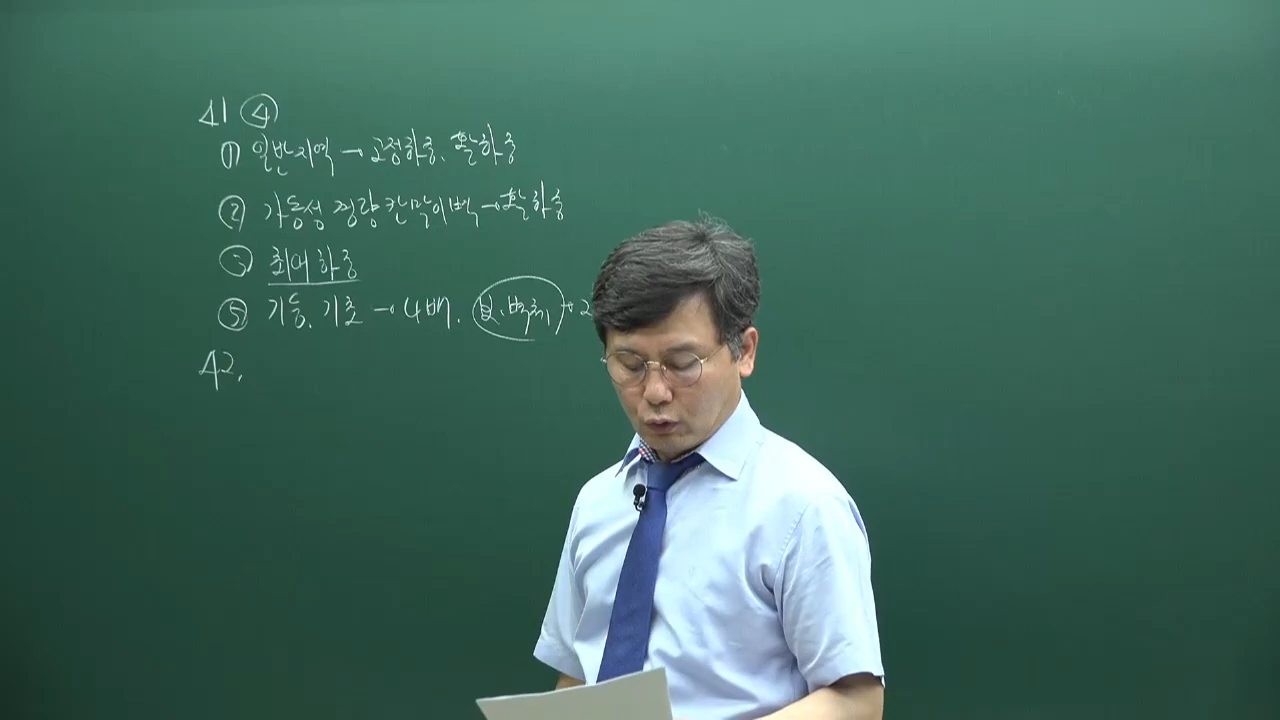 41 ④
① 일반지역 → 고정하중, 활하중
② 가동성 경량 칸막이벽 → 활하중
③ 최대하중
⑤ 기둥, 기초 → 4배, 보, 벽체 → 2
42.